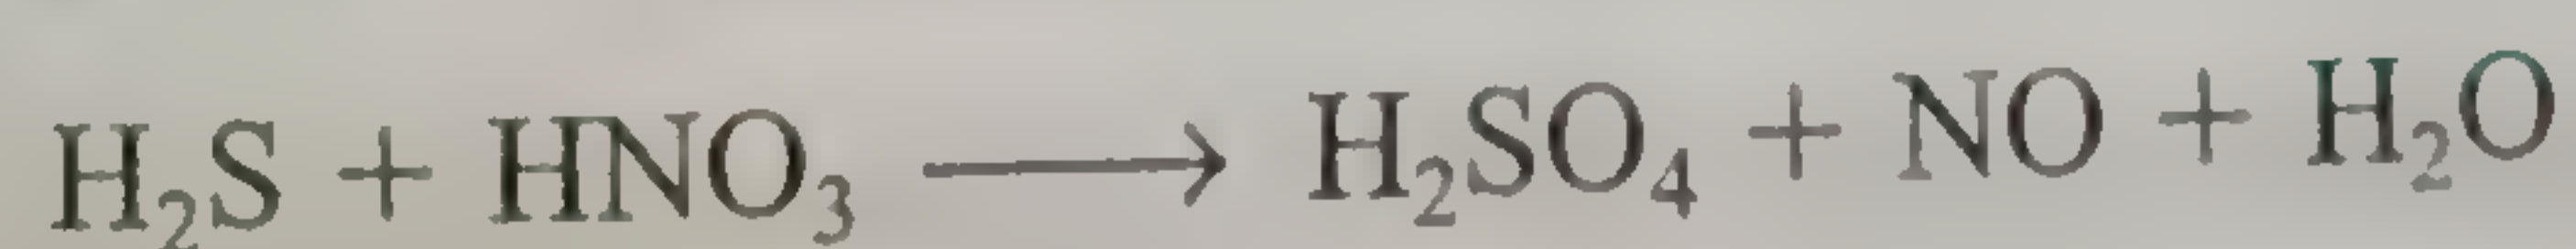 H₂S + HNO₃ ⟶ H₂SO₄ + NO + H₂O